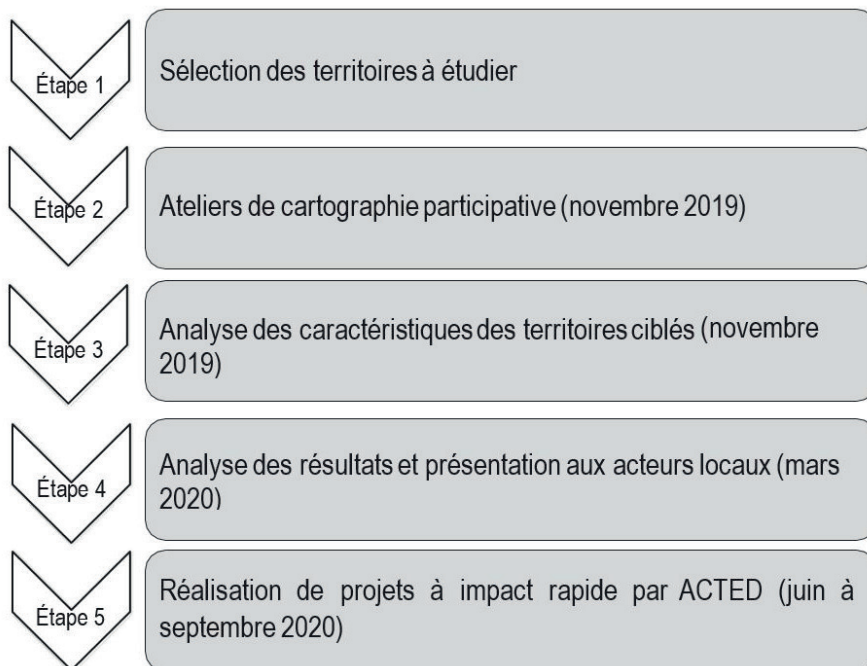 Étape 1
Sélection des territoires à étudier
Étape 2
Ateliers de cartographie participative (novembre 2019)
Étape 3
Analyse des caractéristiques des territoires ciblés (novembre
2019)
Étape 4
Analyse des résultats et présentation aux acteurs locaux (mars
2020)
Étape 5
Réalisation de projets à impact rapide par ACTED (juin à
septembre 2020)